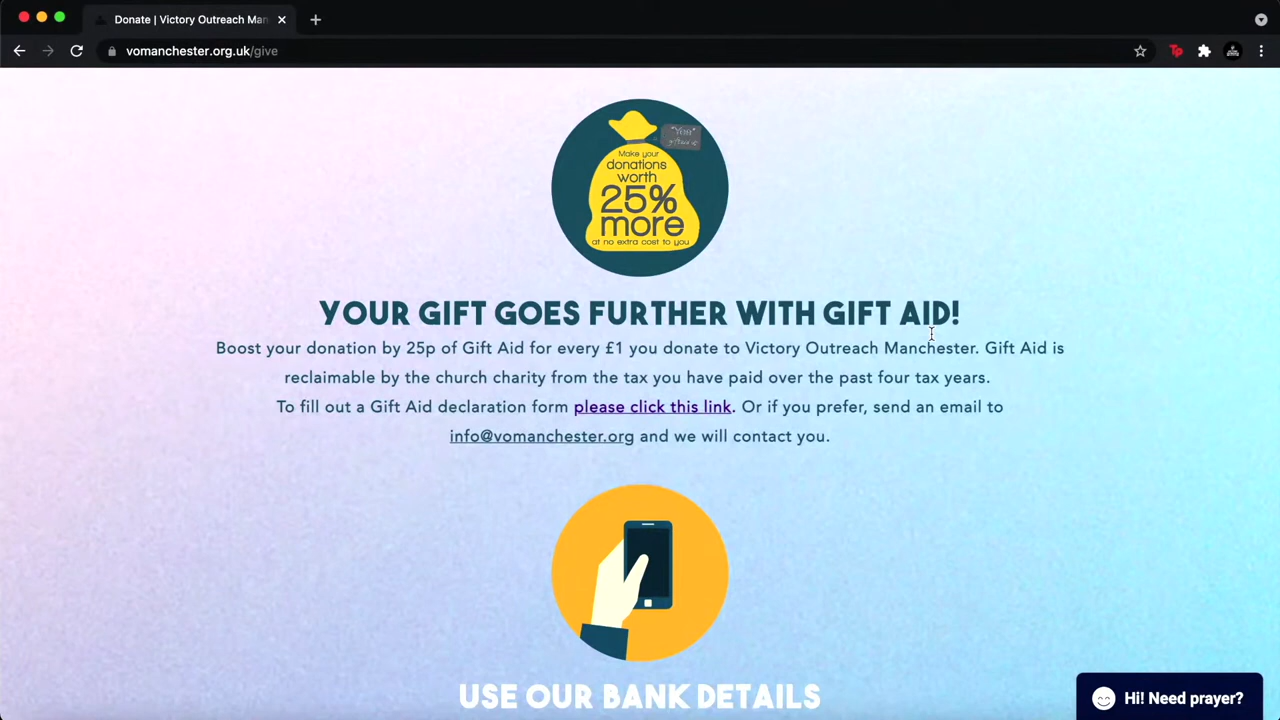 Donate | Victory Outreach Man
vomanchester.org.uk/give
"Yes!"
Make your
donations
worth
25%
more
at no extra cost to you
YOUR GIFT GOES FURTHER WITH GIFT AID!
Boost your donation by 25p of Gift Aid for every £1 you donate to Victory Outreach Manchester. Gift Aid is
reclaimable by the church charity from the tax you have paid over the past four tax years.
To fill out a Gift Aid declaration form please click this link. Or if you prefer, send an email to
info@vomanchester.org and we will contact you.
USE OUR BANK DETAILS
Hi! Need prayer?